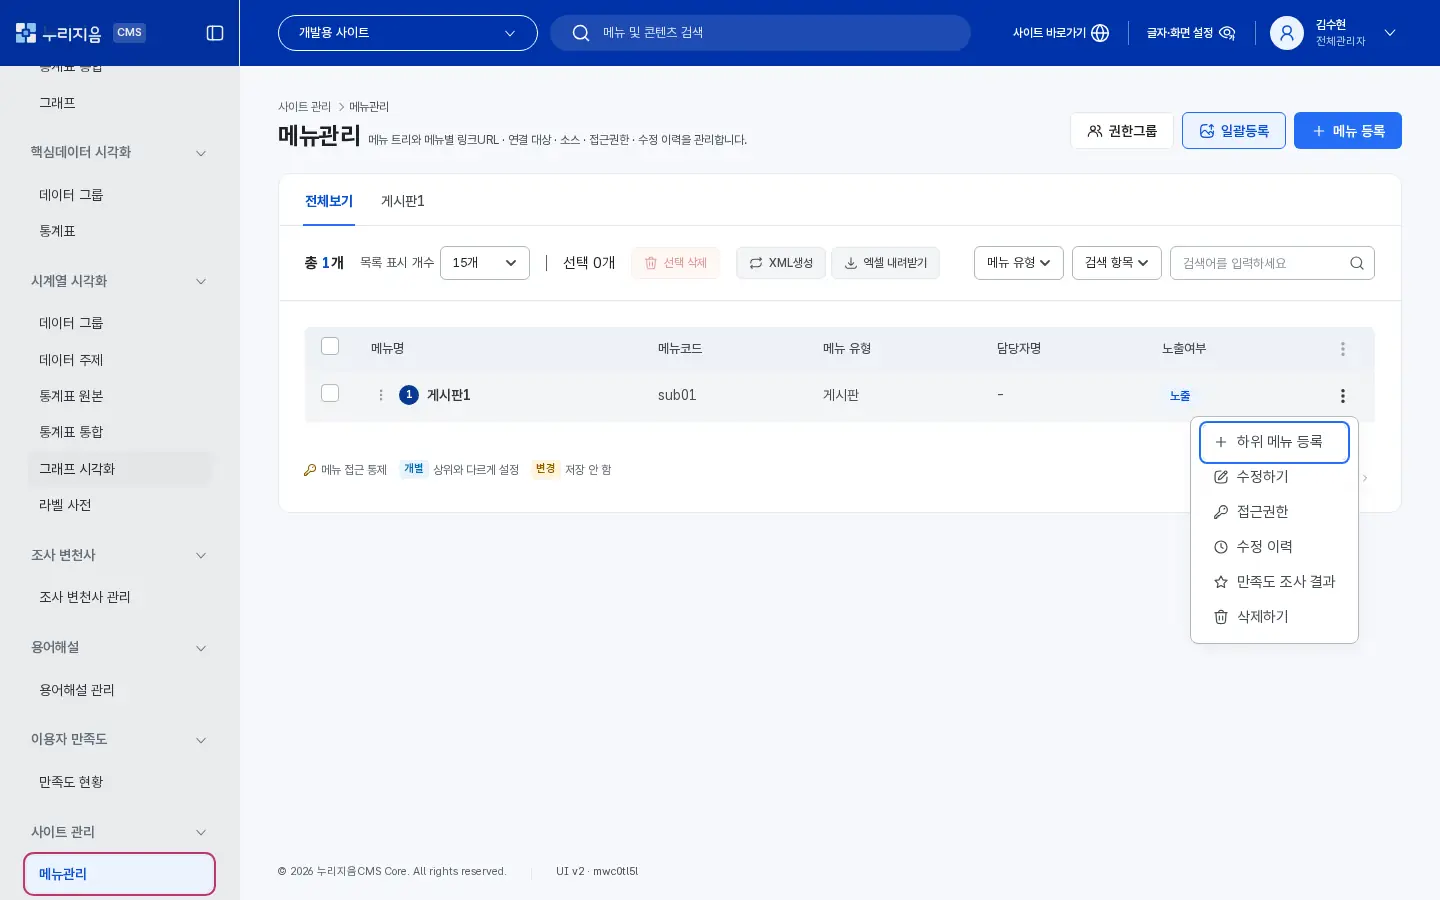 누리지음 CMS
개발용 사이트
메뉴 및 콘텐츠 검색
사이트 바로가기
글자·화면 설정
김수현
전체관리자
통계표 통합
그래프
핵심데이터 시각화
데이터 그룹
통계표
시계열 시각화
데이터 그룹
데이터 주제
통계표 원본
통계표 통합
그래프 시각화
라벨 사전
조사 변천사
조사 변천사 관리
용어해설
용어해설 관리
이용자 만족도
만족도 현황
사이트 관리
메뉴관리
사이트 관리 > 메뉴관리
메뉴관리 메뉴 트리와 메뉴별 링크URL · 연결 대상 · 소스 · 접근권한 · 수정 이력을 관리합니다.
권한그룹
일괄등록
메뉴 등록
전체보기 게시판1
총 1개 목록 표시 개수 15개 선택 0개 선택 삭제 XML생성 엑셀 내려받기 메뉴 유형 검색 항목 검색어를 입력하세요
메뉴명 메뉴코드 메뉴 유형 담당자명 노출여부
1 게시판1 sub01 게시판 - 노출
메뉴 접근 통제 개별 상위와 다르게 설정 변경 저장 안 함
하위 메뉴 등록
수정하기
접근권한
수정 이력
만족도 조사 결과
삭제하기
© 2026 누리지음CMS Core. All rights reserved. UI v2 · mwc0tl5l